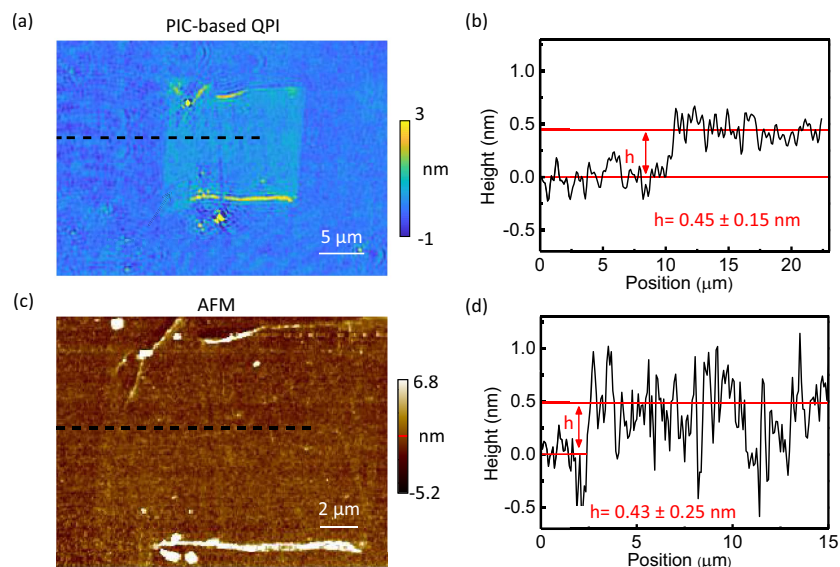 (a)
PIC-based QPI
3
nm
-1
5 μm
(b)
Height (nm)
1.0
0.5
0.0
-0.5
h
h= 0.45 ± 0.15 nm
0
5
10
15
20
Position (μm)
(c)
AFM
6.8
nm
-5.2
2 μm
(d)
Height (nm)
1.0
0.5
0.0
-0.5
h
h= 0.43 ± 0.25 nm
0
5
10
15
Position (μm)